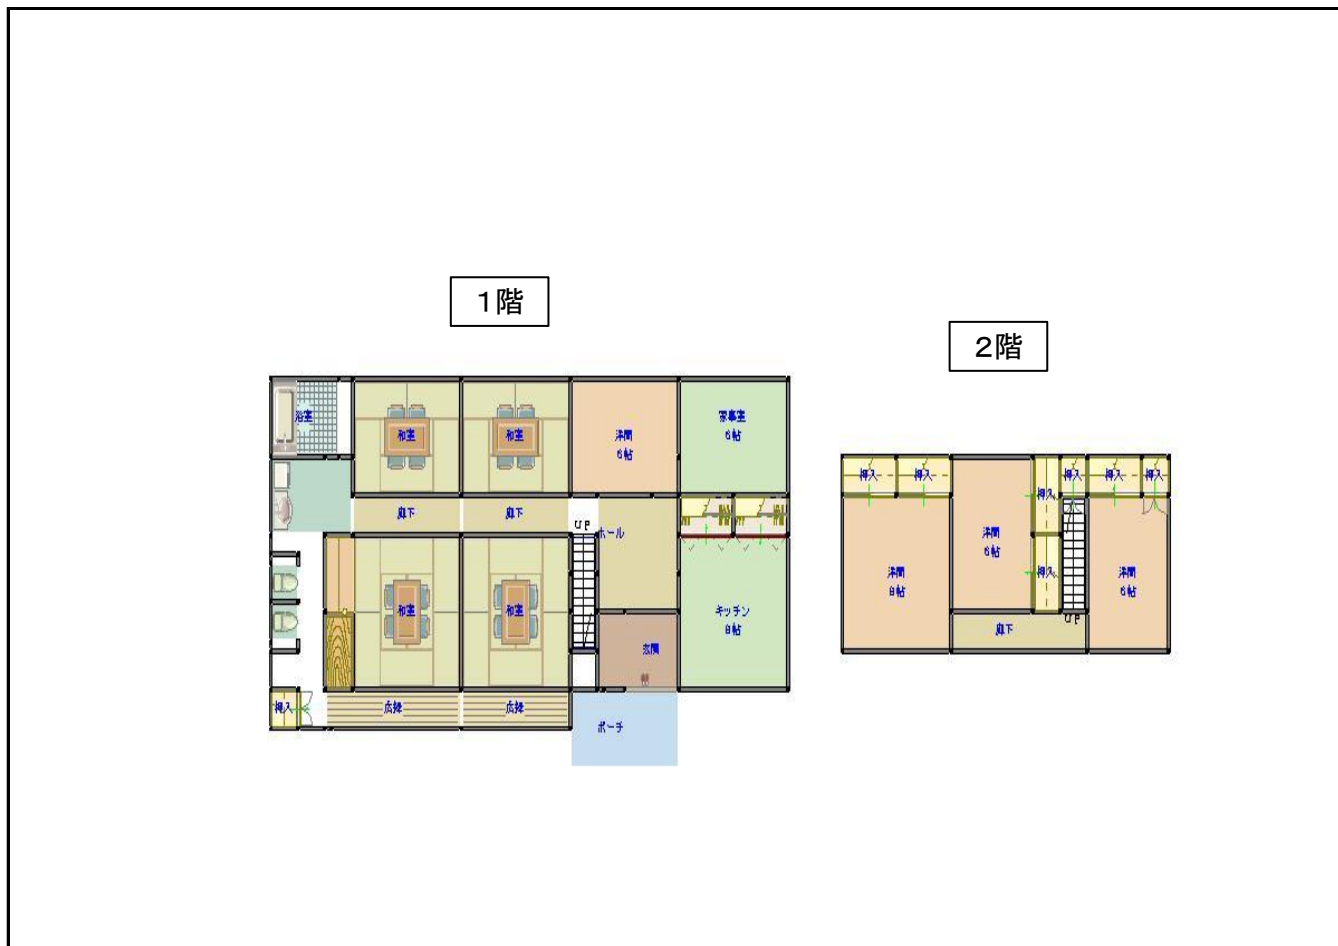 1階
2階
浴室
和室
和室
洋間
6帖
家事室
6帖
廊下
廊下
UP
ホール
和室
和室
キッチン
8帖
玄関
押入
広縁
広縁
ポーチ
押入
押入
押入
押入
押入
押入
洋間
6帖
押入
洋間
8帖
洋間
6帖
廊下
UP